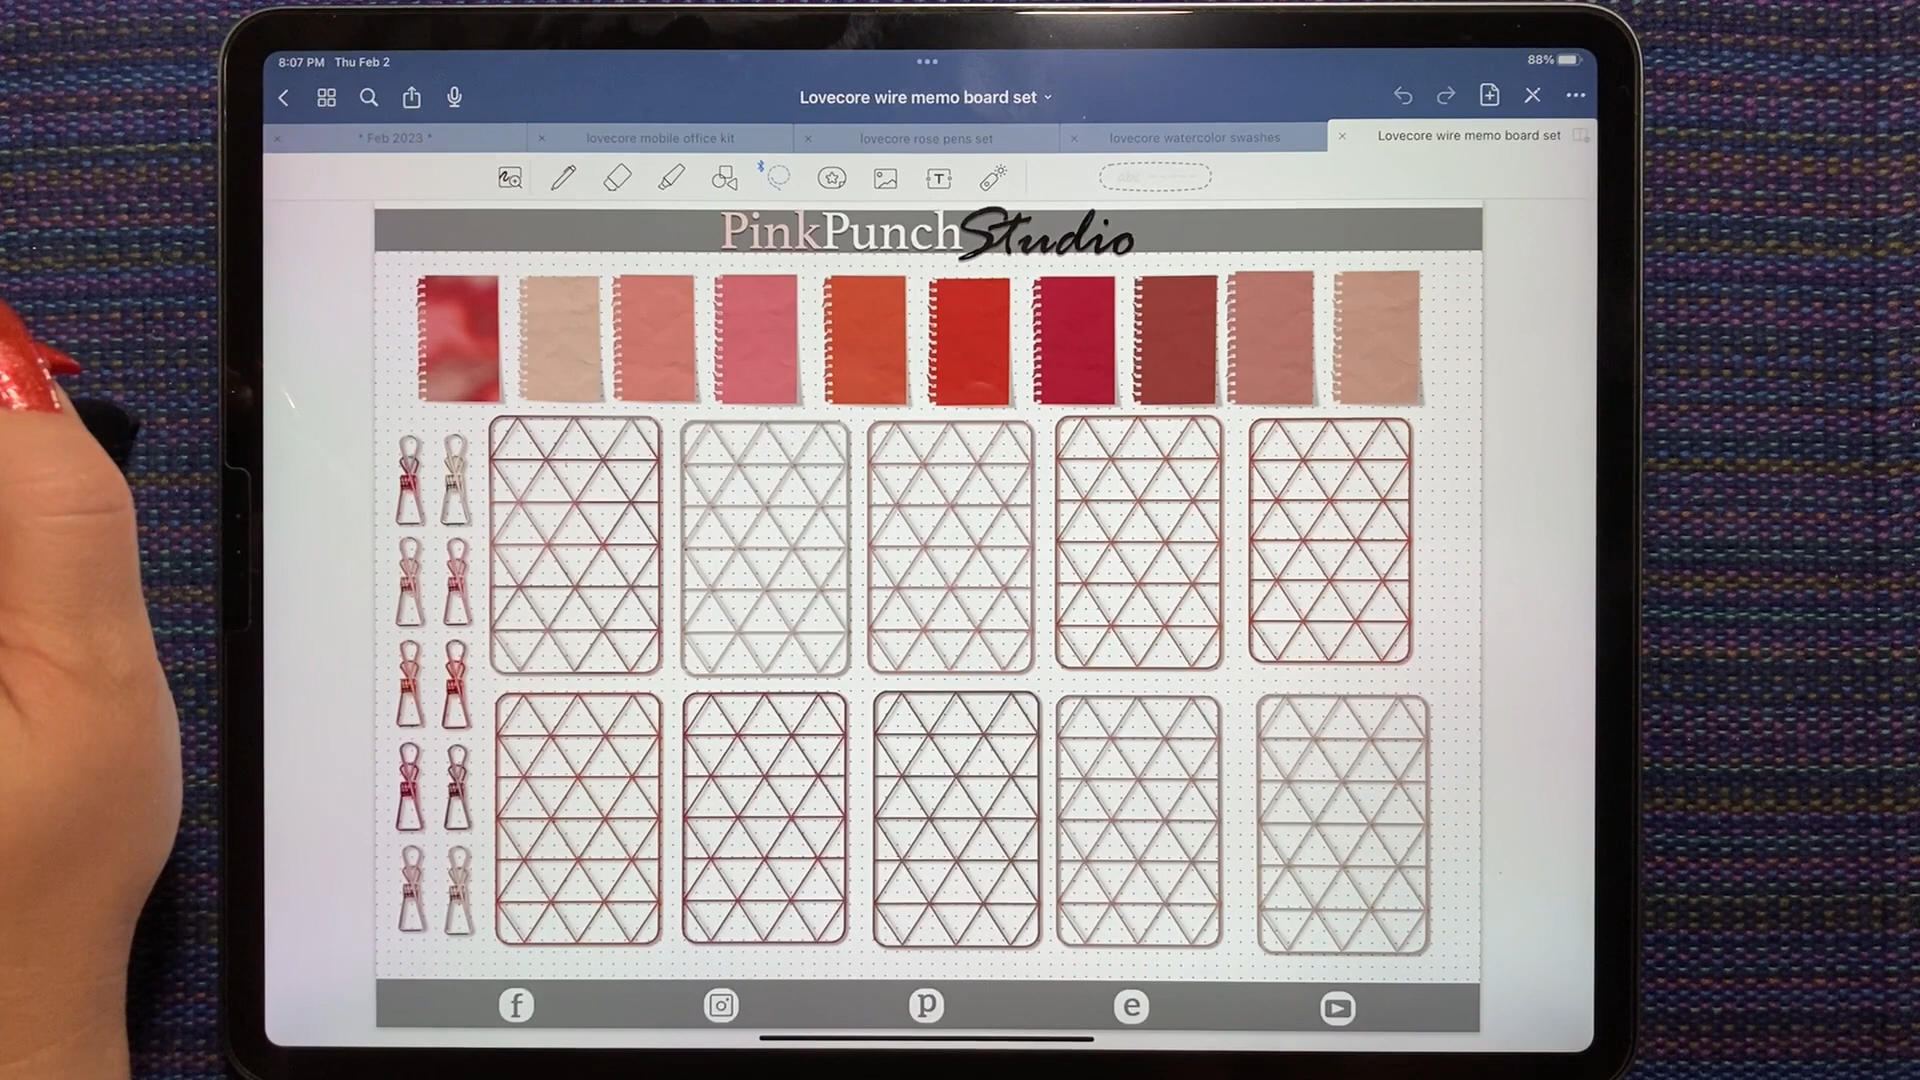 8:07 PM Thu Feb 2
88%
Lovecore wire memo board set
* Feb 2023 *
lovecore mobile office kit
lovecore rose pens set
lovecore watercolor swashes
Lovecore wire memo board set
T
PinkPunchStudio
f
p
e